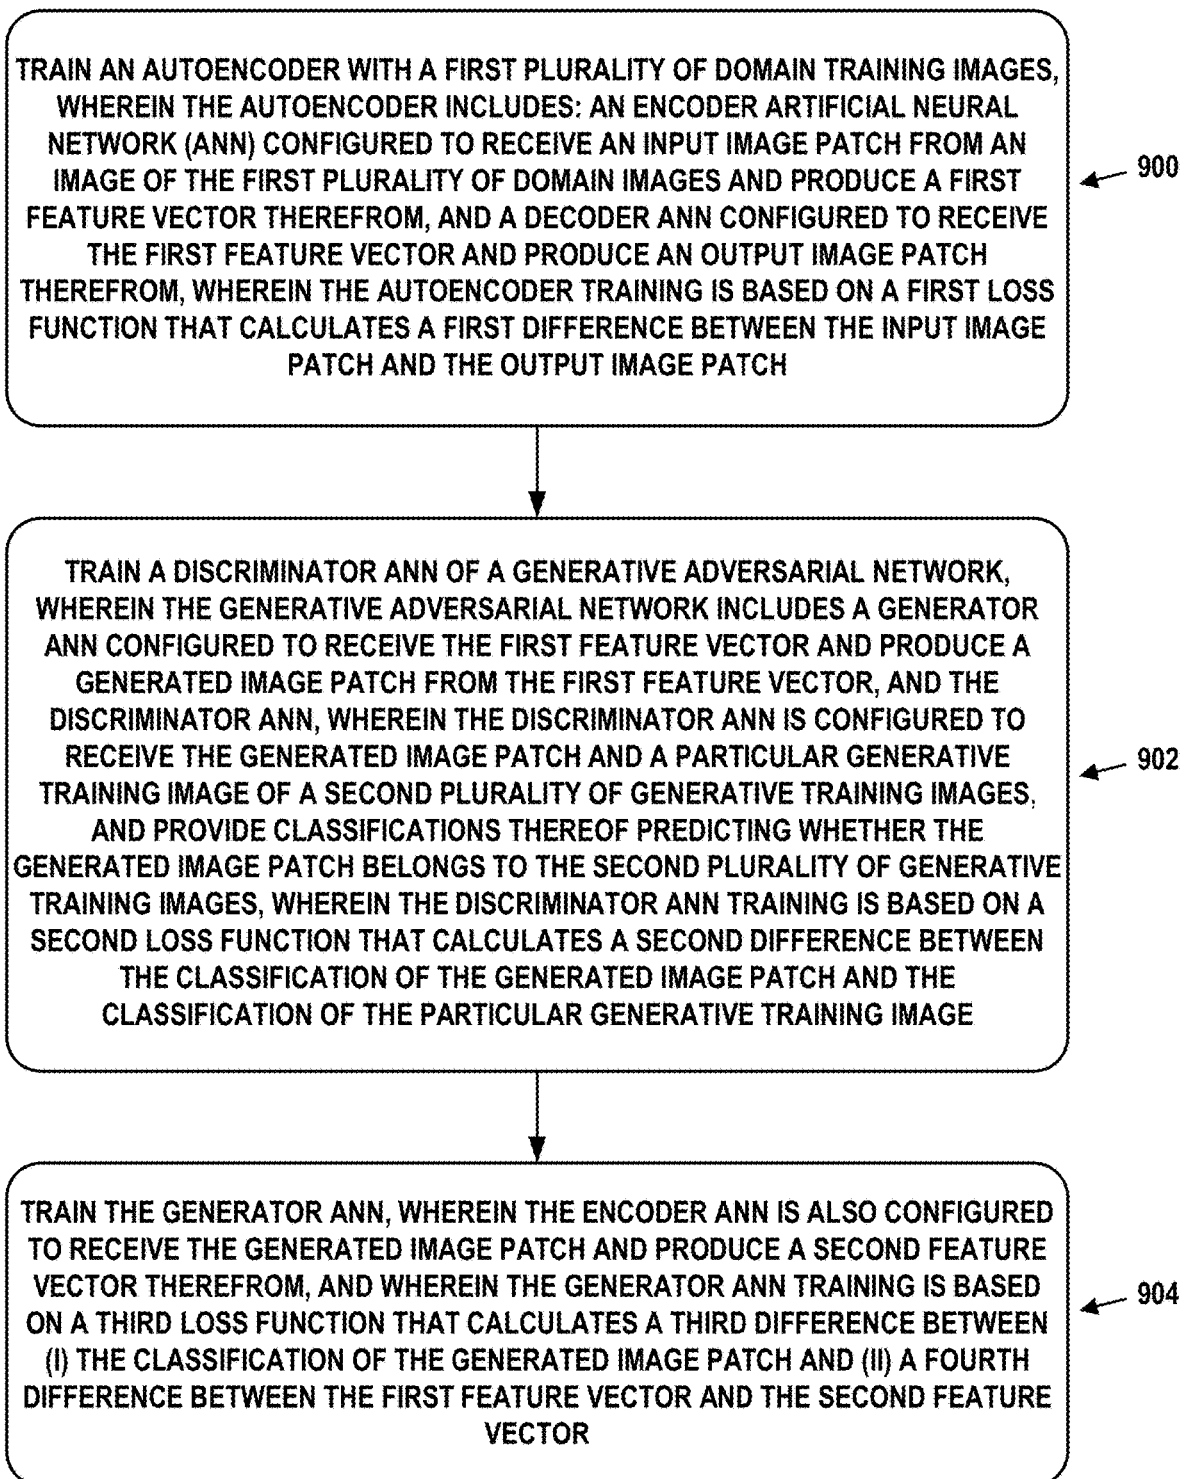 TRAIN AN AUTOENCODER WITH A FIRST PLURALITY OF DOMAIN TRAINING IMAGES,
WHEREIN THE AUTOENCODER INCLUDES: AN ENCODER ARTIFICIAL NEURAL
NETWORK (ANN) CONFIGURED TO RECEIVE AN INPUT IMAGE PATCH FROM AN
IMAGE OF THE FIRST PLURALITY OF DOMAIN IMAGES AND PRODUCE A FIRST
FEATURE VECTOR THEREFROM, AND A DECODER ANN CONFIGURED TO RECEIVE
THE FIRST FEATURE VECTOR AND PRODUCE AN OUTPUT IMAGE PATCH
THEREFROM, WHEREIN THE AUTOENCODER TRAINING IS BASED ON A FIRST LOSS
FUNCTION THAT CALCULATES A FIRST DIFFERENCE BETWEEN THE INPUT IMAGE
PATCH AND THE OUTPUT IMAGE PATCH
900
TRAIN A DISCRIMINATOR ANN OF A GENERATIVE ADVERSARIAL NETWORK,
WHEREIN THE GENERATIVE ADVERSARIAL NETWORK INCLUDES A GENERATOR
ANN CONFIGURED TO RECEIVE THE FIRST FEATURE VECTOR AND PRODUCE A
GENERATED IMAGE PATCH FROM THE FIRST FEATURE VECTOR, AND THE
DISCRIMINATOR ANN, WHEREIN THE DISCRIMINATOR ANN IS CONFIGURED TO
RECEIVE THE GENERATED IMAGE PATCH AND A PARTICULAR GENERATIVE
TRAINING IMAGE OF A SECOND PLURALITY OF GENERATIVE TRAINING IMAGES,
AND PROVIDE CLASSIFICATIONS THEREOF PREDICTING WHETHER THE
GENERATED IMAGE PATCH BELONGS TO THE SECOND PLURALITY OF GENERATIVE
TRAINING IMAGES, WHEREIN THE DISCRIMINATOR ANN TRAINING IS BASED ON A
SECOND LOSS FUNCTION THAT CALCULATES A SECOND DIFFERENCE BETWEEN
THE CLASSIFICATION OF THE GENERATED IMAGE PATCH AND THE
CLASSIFICATION OF THE PARTICULAR GENERATIVE TRAINING IMAGE
902
TRAIN THE GENERATOR ANN, WHEREIN THE ENCODER ANN IS ALSO CONFIGURED
TO RECEIVE THE GENERATED IMAGE PATCH AND PRODUCE A SECOND FEATURE
VECTOR THEREFROM, AND WHEREIN THE GENERATOR ANN TRAINING IS BASED
ON A THIRD LOSS FUNCTION THAT CALCULATES A THIRD DIFFERENCE BETWEEN
(I) THE CLASSIFICATION OF THE GENERATED IMAGE PATCH AND (II) A FOURTH
DIFFERENCE BETWEEN THE FIRST FEATURE VECTOR AND THE SECOND FEATURE
VECTOR
904